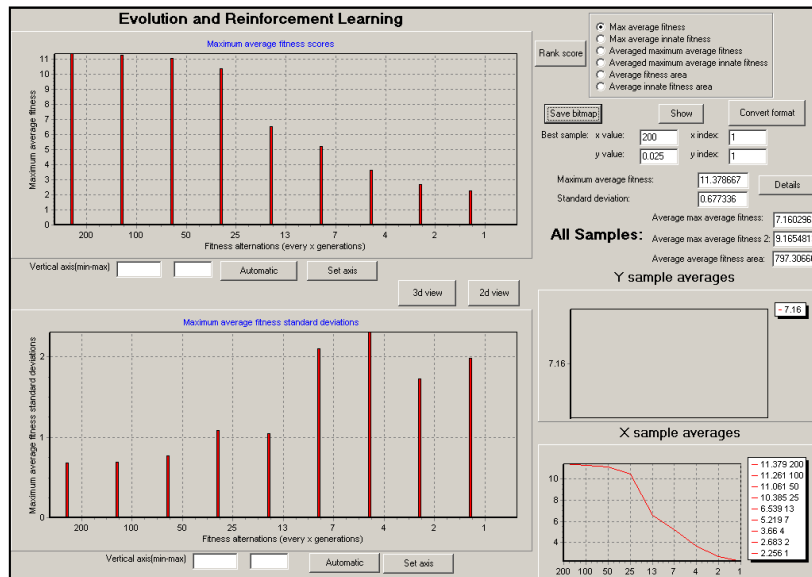 Evolution and Reinforcement Learning
Maximum average fitness scores
Maximum average fitness
11
10
9
8
7
6
5
4
3
2
1
0
200 100 50 25 13 7 4 2 1
Fitness alternations (every x generations)
Vertical axis(min-max)
Automatic
Set axis
3d view
2d view
Maximum average fitness standard deviations
Maximum average fitness standard deviations
2
1
0
200 100 50 25 13 7 4 2 1
Fitness alternations (every x generations)
Vertical axis(min-max)
Automatic
Set axis
Rank score
Max average fitness
Max average innate fitness
Averaged maximum average fitness
Averaged maximum average innate fitness
Average fitness area
Average innate fitness area
Save bitmap
Show
Convert format
Best sample: x value: 200 x index: 1
y value: 0.025 y index: 1
Maximum average fitness: 11.378667
Standard deviation: 0.677336
Details
All Samples:
Average max average fitness: 7.160296
Average max average fitness 2: 9.165481
Average average fitness area: 797.30666
Y sample averages
7.16
7.16
X sample averages
10
8
6
4
200 100 50 25 13 7 4 2 1
11.379 200
11.261 100
11.061 50
10.385 25
6.539 13
5.219 7
3.66 4
2.683 2
2.256 1